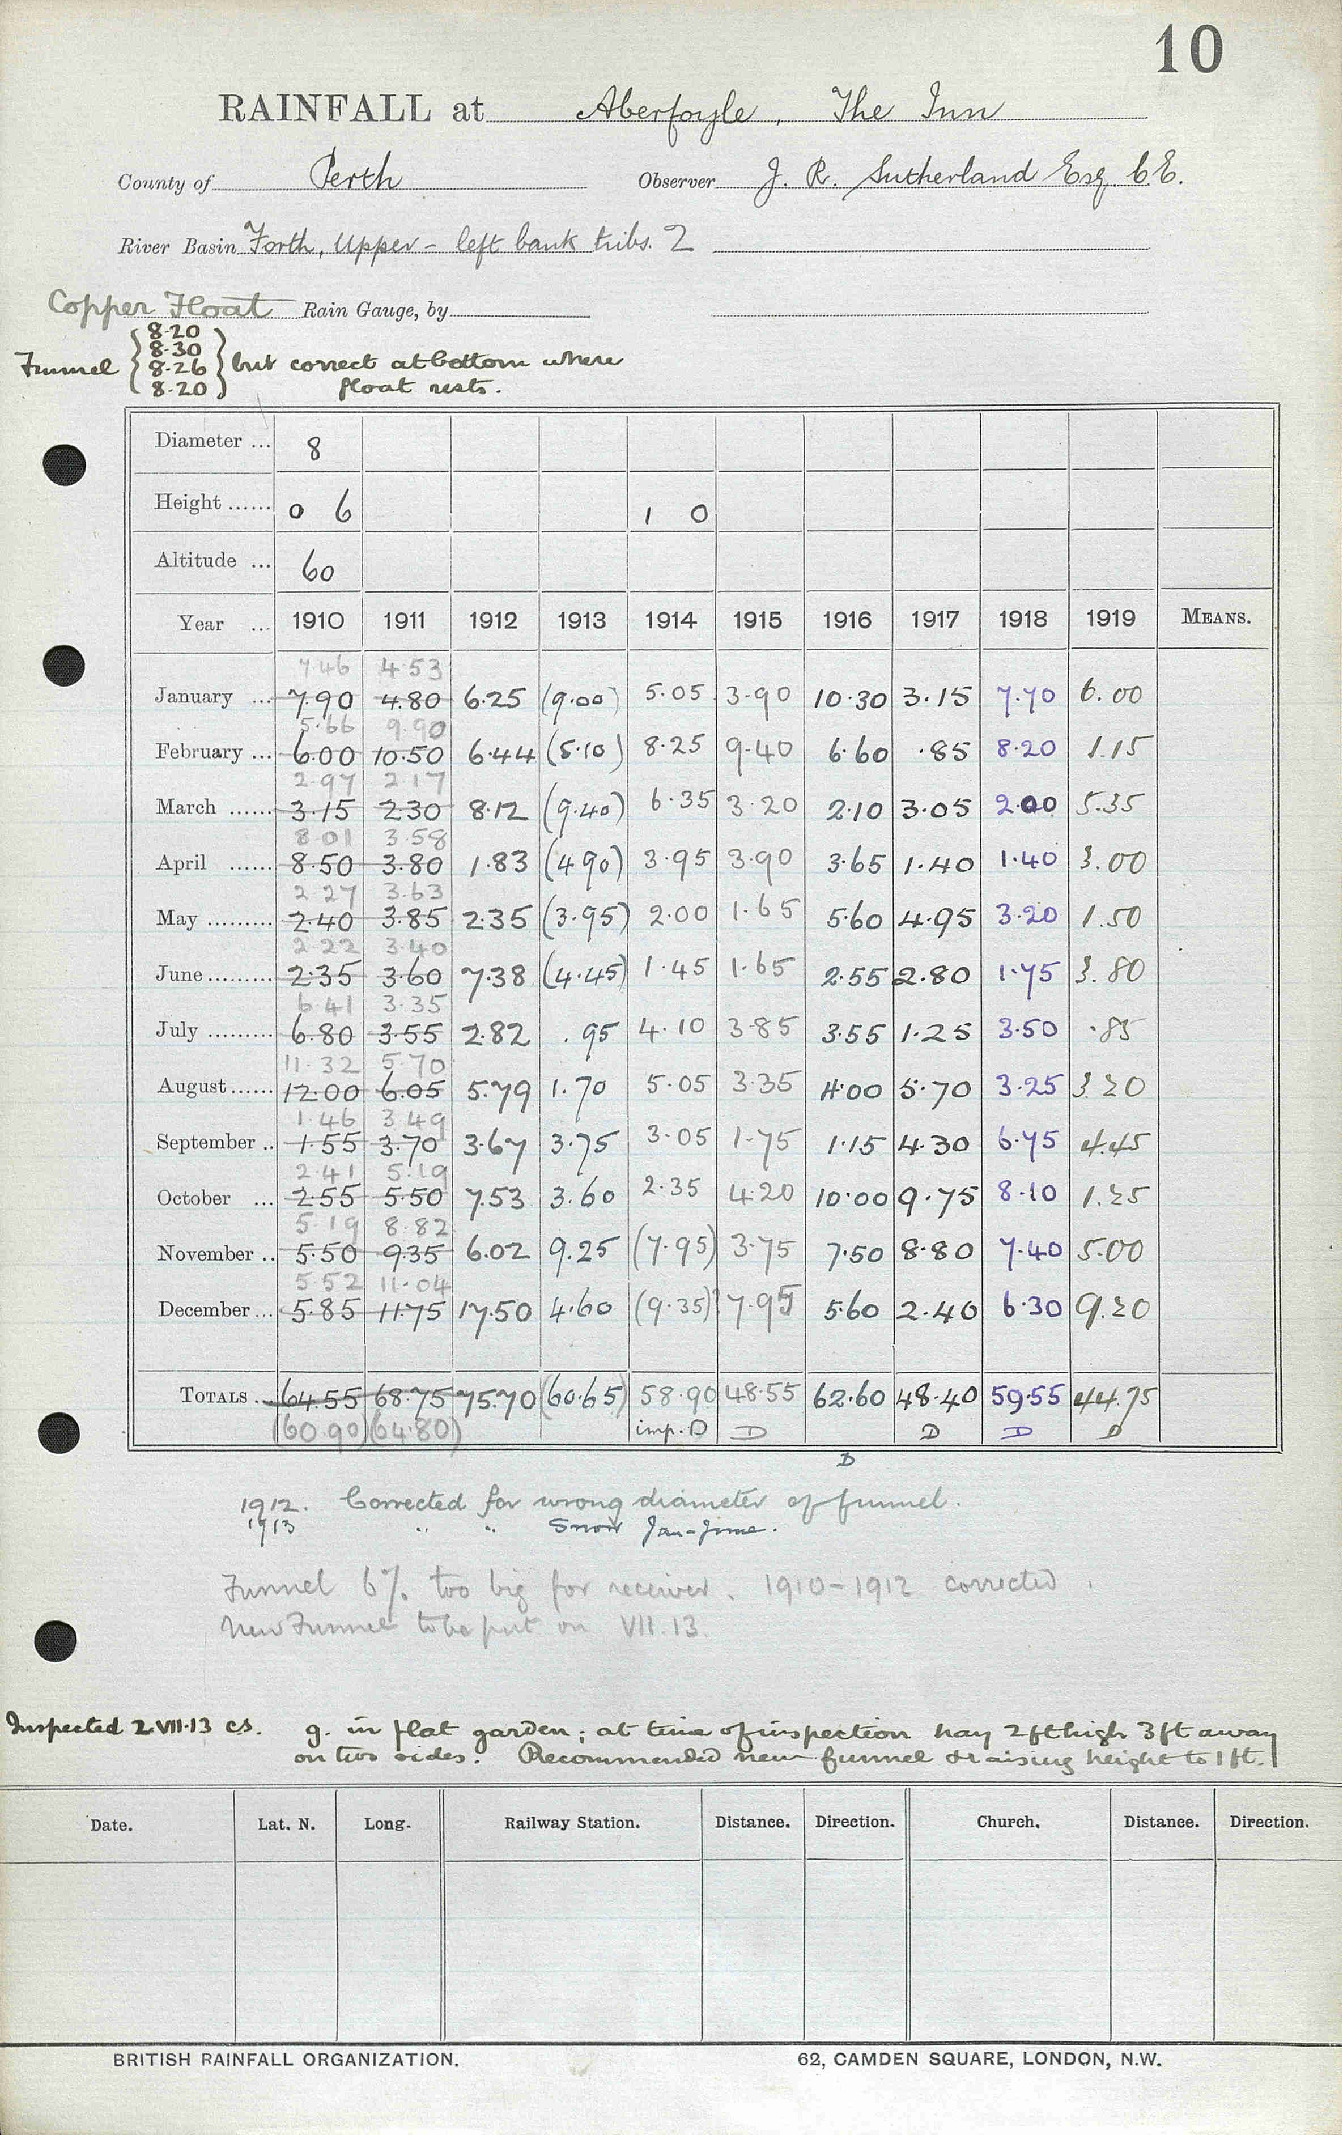 10
RAINFALL at Aberfoyle, The Inn
County of Perth Observer J. R. Sutherland Esq. C.E.
River Basin Forth, Upper - left bank tribs. 2
Copper Float Rain Gauge, by
8.20
8.30
Funnel 8.26 but correct at bottom where
8.20 float rests.
Diameter ... 8
Height ...... 0 6 1 0
Altitude ... 60
Year ... 1910 1911 1912 1913 1914 1915 1916 1917 1918 1919 MEANS.
7.46 4.53
January ... 7.90 4.80 6.25 (9.00) 5.05 3.90 10.30 3.15 7.70 6.00
5.66 9.90
February ... 6.00 10.50 6.44 (5.10) 8.25 9.40 6.60 .85 8.20 1.15
2.97 2.17
March ...... 3.15 2.30 8.12 (9.40) 6.35 3.20 2.10 3.05 2.00 5.35
8.01 3.58
April ...... 8.50 3.80 1.83 (4.90) 3.95 3.90 3.65 1.40 1.40 3.00
2.27 3.63
May ......... 2.40 3.85 2.35 (3.95) 2.00 1.65 5.60 4.95 3.20 1.50
2.22 3.40
June ......... 2.35 3.60 7.38 (4.45) 1.45 1.65 2.55 2.80 1.75 3.80
6.41 3.35
July ......... 6.80 3.55 2.82 .95 4.10 3.85 3.55 1.25 3.50 .85
11.32 5.70
August ...... 12.00 6.05 5.79 1.70 5.05 3.35 4.00 5.70 3.25 3.20
1.46 3.49
September .. 1.55 3.70 3.67 3.75 3.05 1.75 1.15 4.30 6.75 4.45
2.41 5.19
October ... 2.55 5.50 7.53 3.60 2.35 4.20 10.00 9.75 8.10 1.25
5.19 8.82
November .. 5.50 9.35 6.02 9.25 (7.95) 3.75 7.50 8.80 7.40 5.00
5.52 11.04
December ... 5.85 11.75 17.50 4.60 (9.35) 7.95 5.60 2.40 6.30 9.20
TOTALS .. 64.55 68.75 75.70 (60.65) 58.90 48.55 62.60 48.40 59.55 44.75
(60.90) (64.80) imp. D D D D D
D
1912. Corrected for wrong diameter of funnel.
1913 " " Snow Jan-June.
Funnel 6% too big for receiver. 1910-1912 corrected.
New Funnel to be put on VII.13.
Inspected 2.VII.13 cs. g. in flat garden; at time of inspection hay 2ft high 3ft away
on two sides. Recommended new funnel & raising height to 1 ft.
Date. Lat. N. Long. Railway Station. Distance. Direction. Church. Distance. Direction.
BRITISH RAINFALL ORGANIZATION. 62, CAMDEN SQUARE, LONDON, N.W.